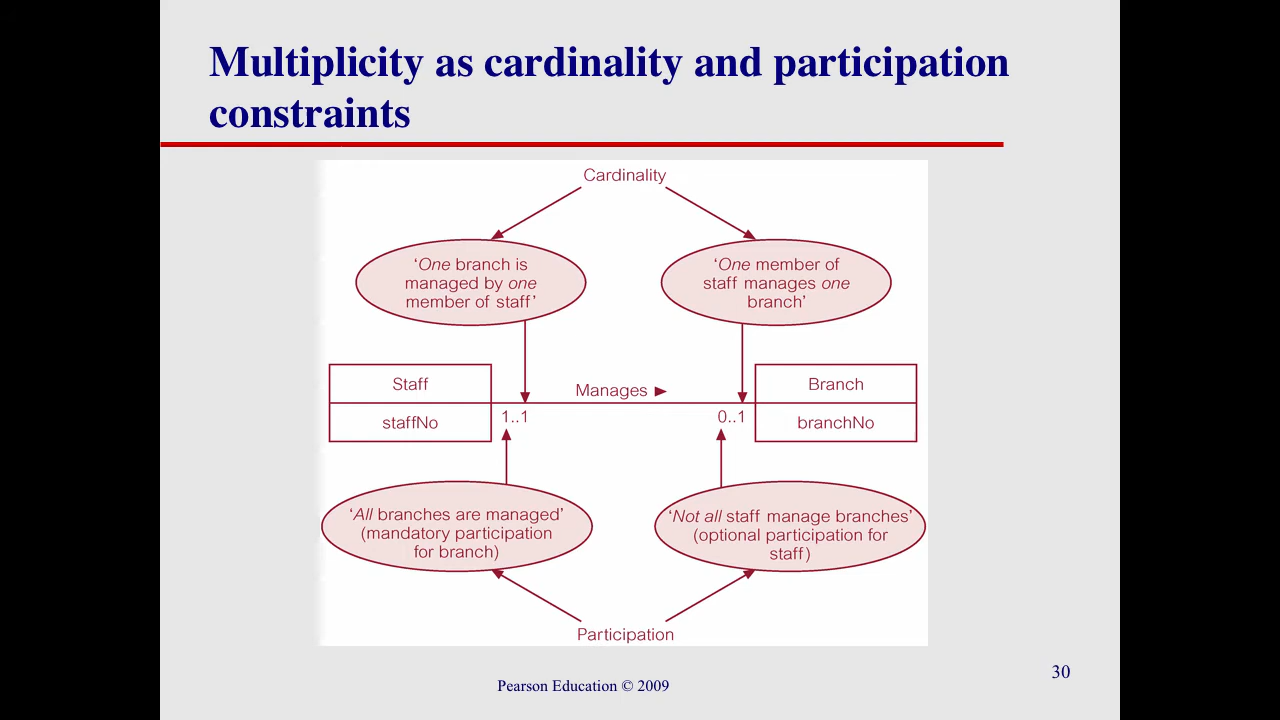 Multiplicity as cardinality and participation
constraints
Cardinality
‘One branch is
managed by one
member of staff’
‘One member of
staff manages one
branch’
Staff
Manages ►
Branch
staffNo
1..1
0..1
branchNo
‘All branches are managed’
(mandatory participation
for branch)
‘Not all staff manage branches’
(optional participation for
staff)
Participation
Pearson Education © 2009
30